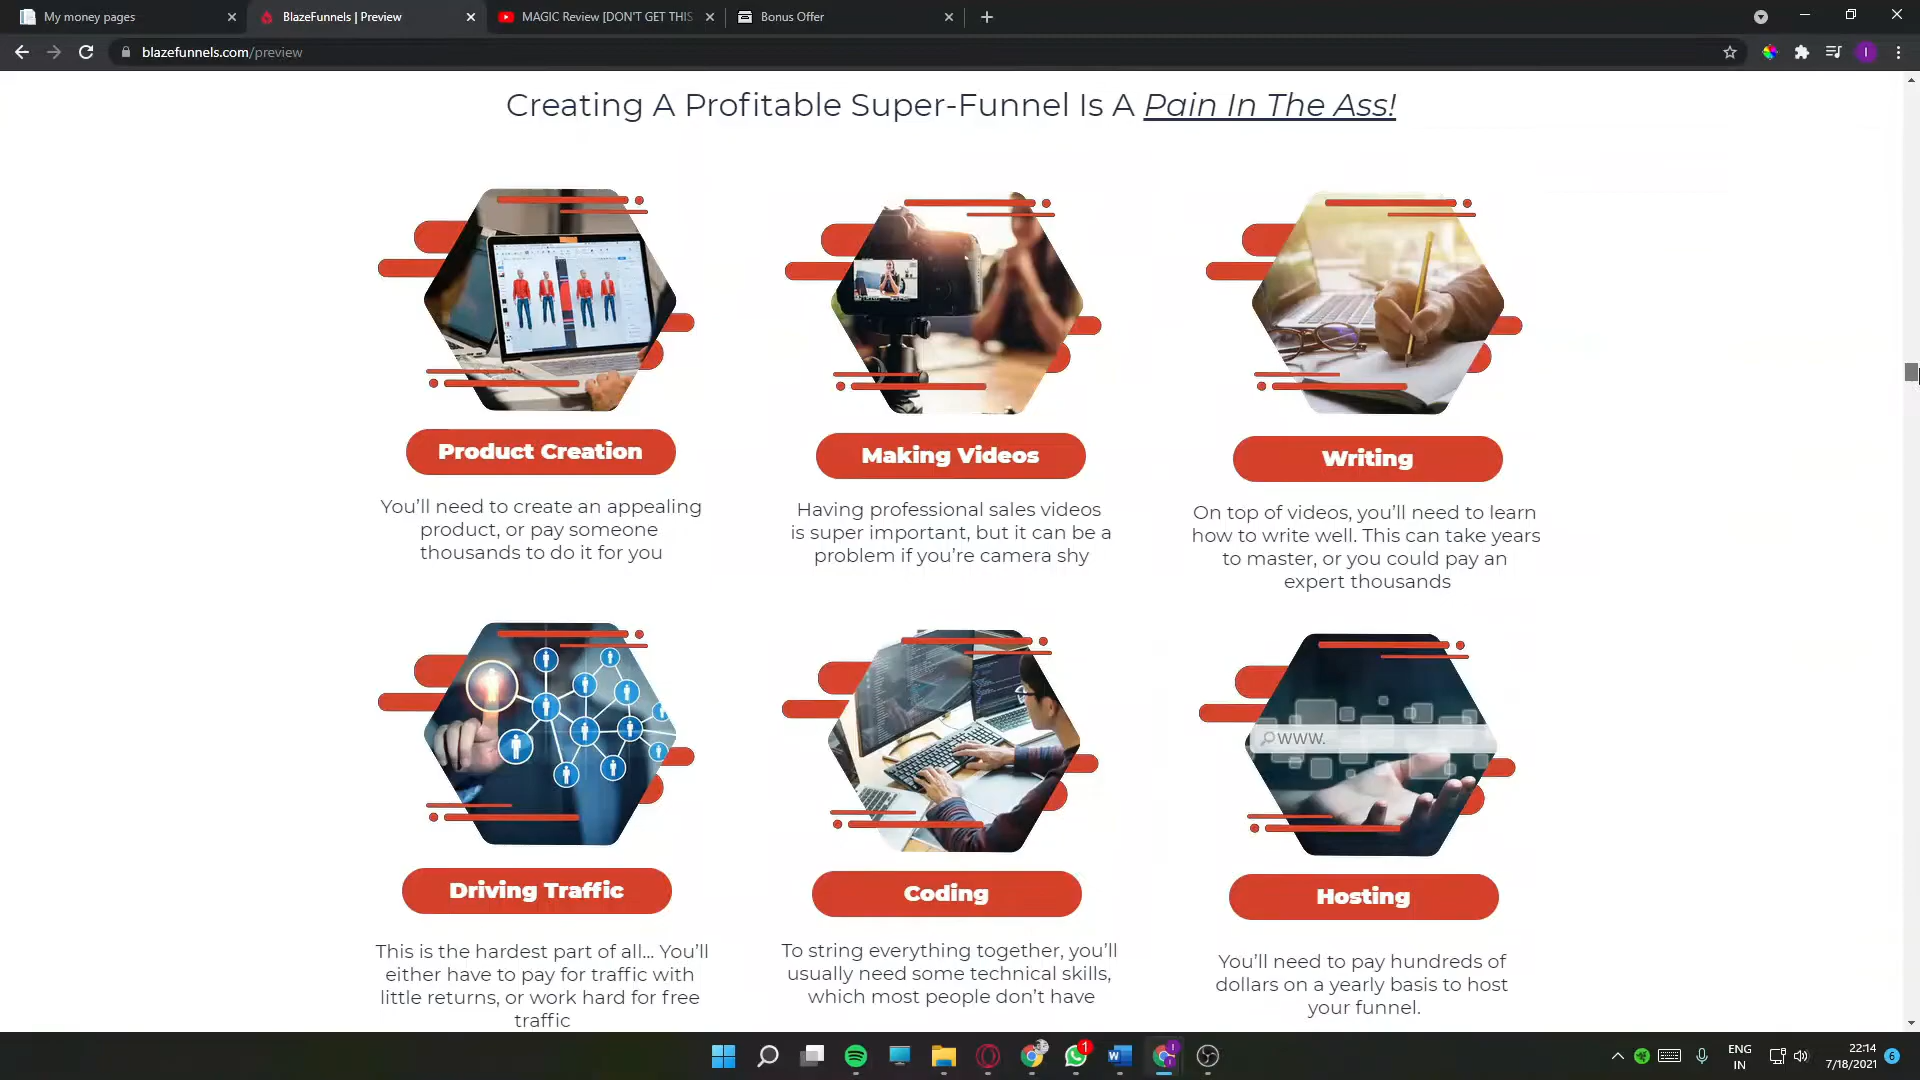 My money pages
BlazeFunnels | Preview
MAGIC Review [DON'T GET THIS
Bonus Offer
blazefunnels.com/preview
I
Creating A Profitable Super-Funnel Is A Pain In The Ass!
Product Creation
You'll need to create an appealing
product, or pay someone
thousands to do it for you
Making Videos
Having professional sales videos
is super important, but it can be a
problem if you're camera shy
Writing
On top of videos, you'll need to learn
how to write well. This can take years
to master, or you could pay an
expert thousands
WWW.
Driving Traffic
This is the hardest part of all... You'll
either have to pay for traffic with
little returns, or work hard for free
traffic
Coding
To string everything together, you'll
usually need some technical skills,
which most people don't have
Hosting
You'll need to pay hundreds of
dollars on a yearly basis to host
your funnel.
1
ENG
IN
22:14
7/18/2021
6